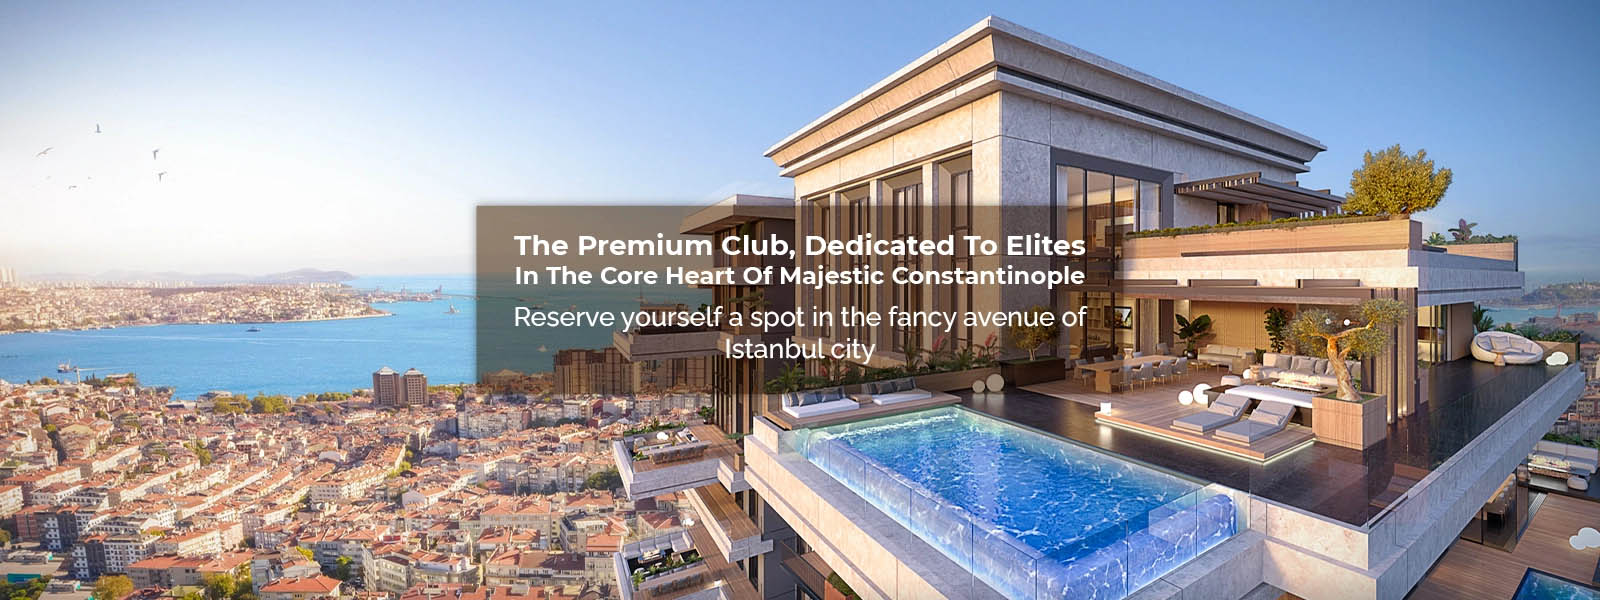 The Premium Club, Dedicated To Elites
In The Core Heart Of Majestic Constantinople
Reserve yourself a spot in the fancy avenue of
Istanbul city